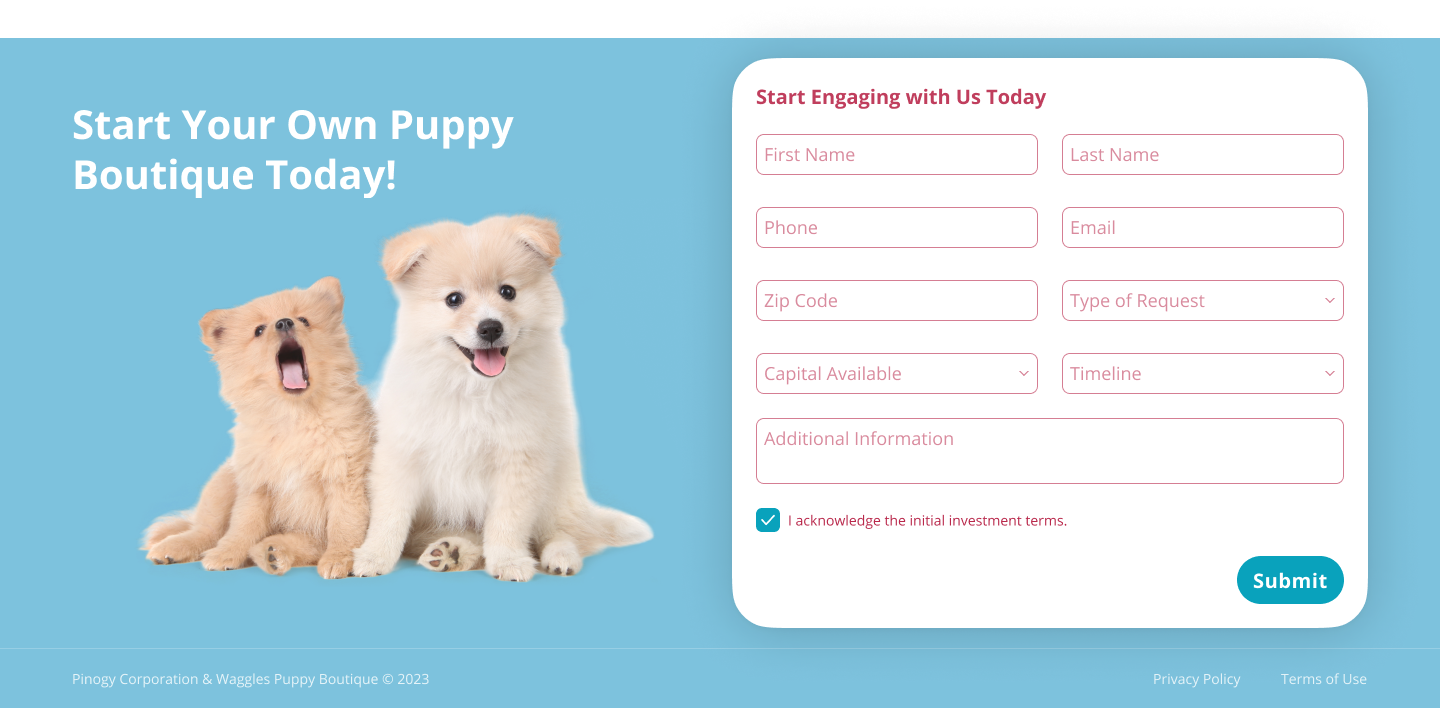 Start Your Own Puppy
Boutique Today!
Start Engaging with Us Today
First Name
Last Name
Phone
Email
Zip Code
Type of Request
Capital Available
Timeline
Additional Information
I acknowledge the initial investment terms.
Submit
Pinogy Corporation & Waggles Puppy Boutique © 2023
Privacy Policy
Terms of Use